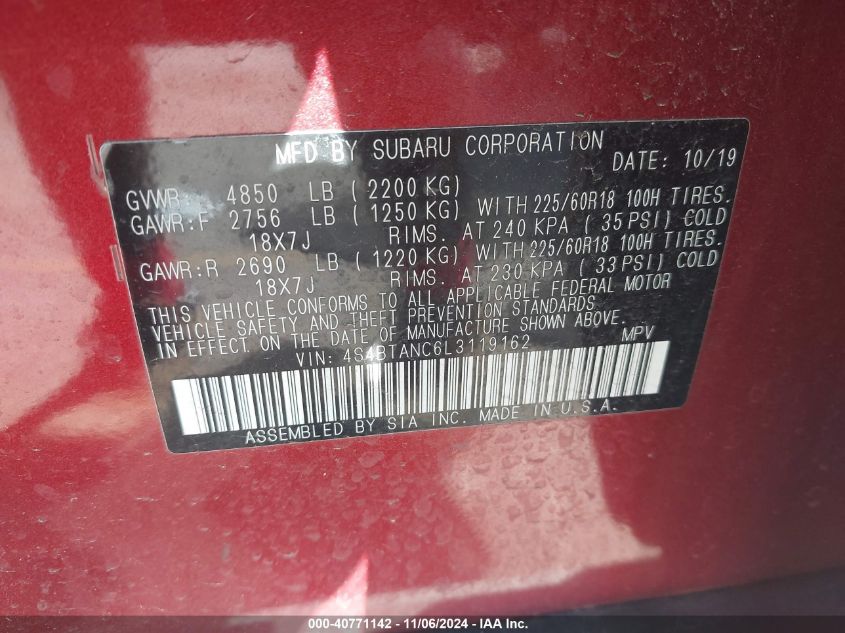 MFD BY SUBARU CORPORATION DATE: 10/19
GVWR: 4850 LB ( 2200 KG)
GAWR:F 2756 LB ( 1250 KG) WITH 225/60R18 100H TIRES.
18X7J RIMS. AT 240 KPA ( 35 PSI) COLD
GAWR:R 2690 LB ( 1220 KG) WITH 225/60R18 100H TIRES.
18X7J RIMS. AT 230 KPA ( 33 PSI) COLD
THIS VEHICLE CONFORMS TO ALL APPLICABLE FEDERAL MOTOR
VEHICLE SAFETY AND THEFT PREVENTION STANDARDS
IN EFFECT ON THE DATE OF MANUFACTURE SHOWN ABOVE.
VIN: 4S4BTANC6L3119162 MPV
ASSEMBLED BY SIA INC. MADE IN U.S.A.
000-40771142 - 11/06/2024 - IAA Inc.